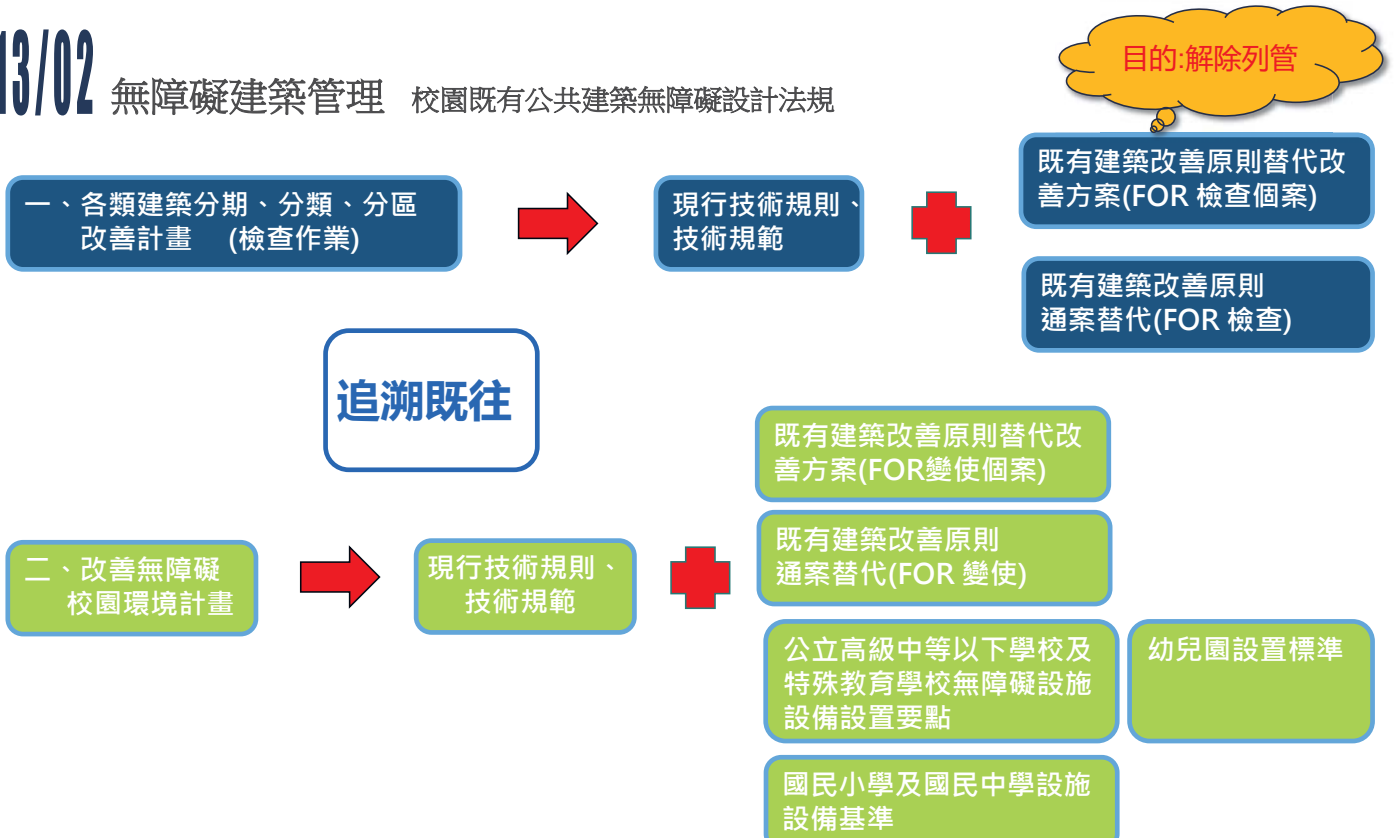 13/02 無障礙建築管理 校園既有公共建築無障礙設計法規
目的:解除列管
一、各類建築分期、分類、分區
改善計畫 (檢查作業)
現行技術規則、
技術規範
既有建築改善原則替代改
善方案(FOR 檢查個案)
既有建築改善原則
通案替代(FOR 檢查)
追溯既往
二、改善無障礙
校園環境計畫
現行技術規則、
技術規範
既有建築改善原則替代改
善方案(FOR變使個案)
既有建築改善原則
通案替代(FOR 變使)
公立高級中等以下學校及
特殊教育學校無障礙設施
設備設置要點
幼兒園設置標準
國民小學及國民中學設施
設備基準